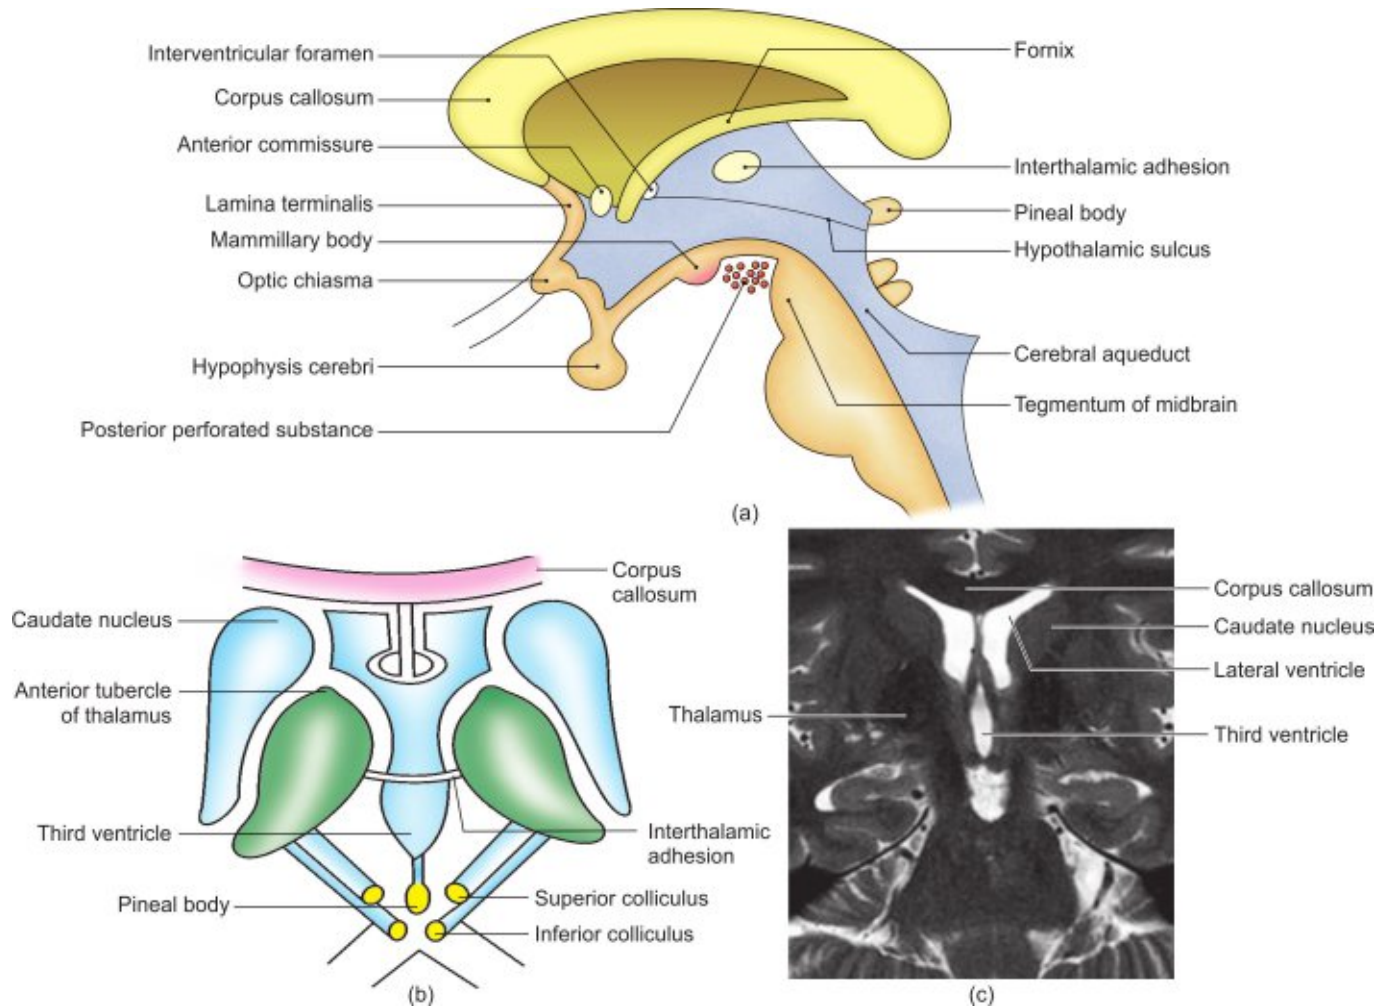 Interventricular foramen
Corpus callosum
Anterior commissure
Lamina terminalis
Mammillary body
Optic chiasma
Hypophysis cerebri
Posterior perforated substance
Fornix
Interthalamic adhesion
Pineal body
Hypothalamic sulcus
Cerebral aqueduct
Tegmentum of midbrain
(a)
Caudate nucleus
Anterior tubercle
of thalamus
Third ventricle
Pineal body
Corpus
callosum
Interthalamic
adhesion
Superior colliculus
Inferior colliculus
(b)
Thalamus
Corpus callosum
Caudate nucleus
Lateral ventricle
Third ventricle
(c)